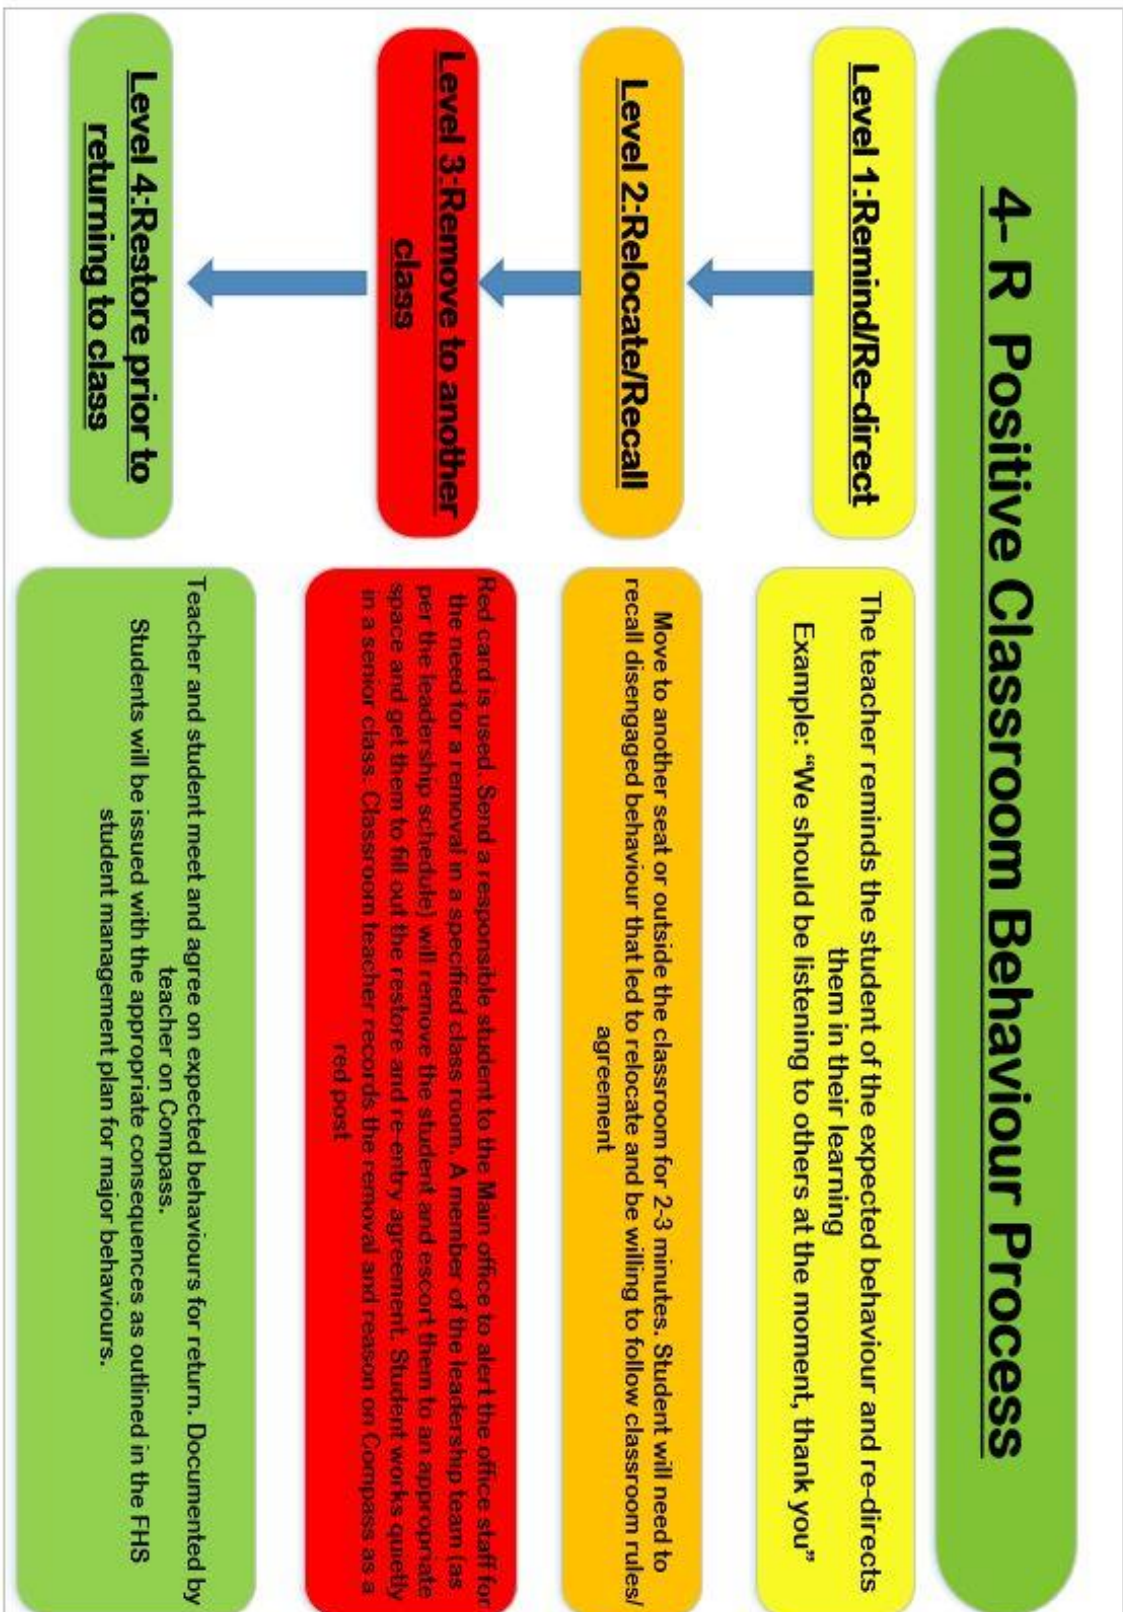 4- R Positive Classroom Behaviour Process
Level 1:Remind/Re-direct
The teacher reminds the student of the expected behaviour and re-directs
them in their learning
Example: “We should be listening to others at the moment, thank you”
Level 2:Relocate/Recall
Move to another seat or outside the classroom for 2-3 minutes. Student will need to
recall disengaged behaviour that led to relocate and be willing to follow classroom rules/
agreement
Level 3:Remove to another
class
Red card is used. Send a responsible student to the Main office to alert the office staff for
the need for a removal in a specified class room. A member of the leadership team (as
per the leadership schedule) will remove the student and escort them to an appropriate
space and get them to fill out the restore and re-entry agreement. Student works quietly
in a senior class. Classroom teacher records the removal and reason on Compass as a
red post
Level 4:Restore prior to
returning to class
Teacher and student meet and agree on expected behaviours for return. Documented by
teacher on Compass.
Students will be issued with the appropriate consequences as outlined in the FHS
student management plan for major behaviours.